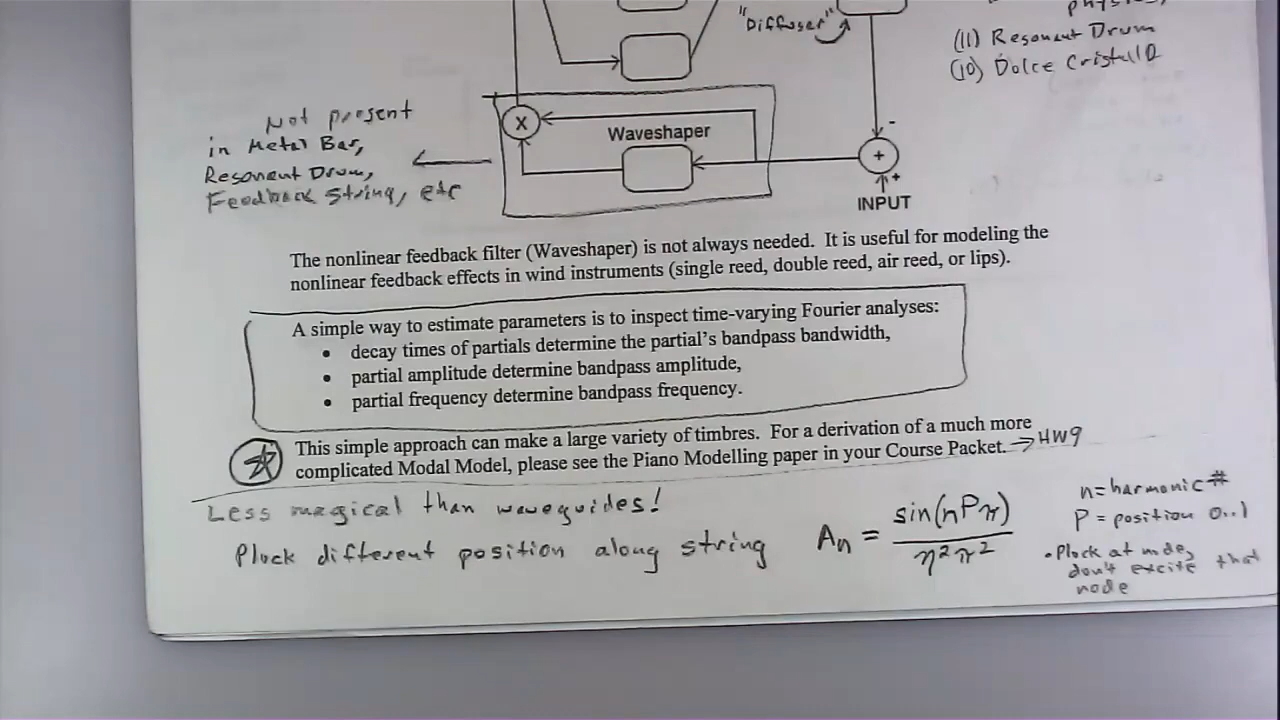 "Diffuser"
(11) Resonant Drum
(10) Dolce Cristall
Not present
in Metal Bar,
Resonant Drum,
Feedback String, etc
X
Waveshaper
-
+
+
INPUT
The nonlinear feedback filter (Waveshaper) is not always needed. It is useful for modeling the
nonlinear feedback effects in wind instruments (single reed, double reed, air reed, or lips).
A simple way to estimate parameters is to inspect time-varying Fourier analyses:
• decay times of partials determine the partial's bandpass bandwidth,
• partial amplitude determine bandpass amplitude,
• partial frequency determine bandpass frequency.
This simple approach can make a large variety of timbres. For a derivation of a much more
complicated Modal Model, please see the Piano Modelling paper in your Course Packet. → HW9
Less magical than waveguides!
Pluck different position along string
An = sin(nPπ) / n²π²
n=harmonic #
P = position 0..1
• Pluck at node,
don't excite that
node